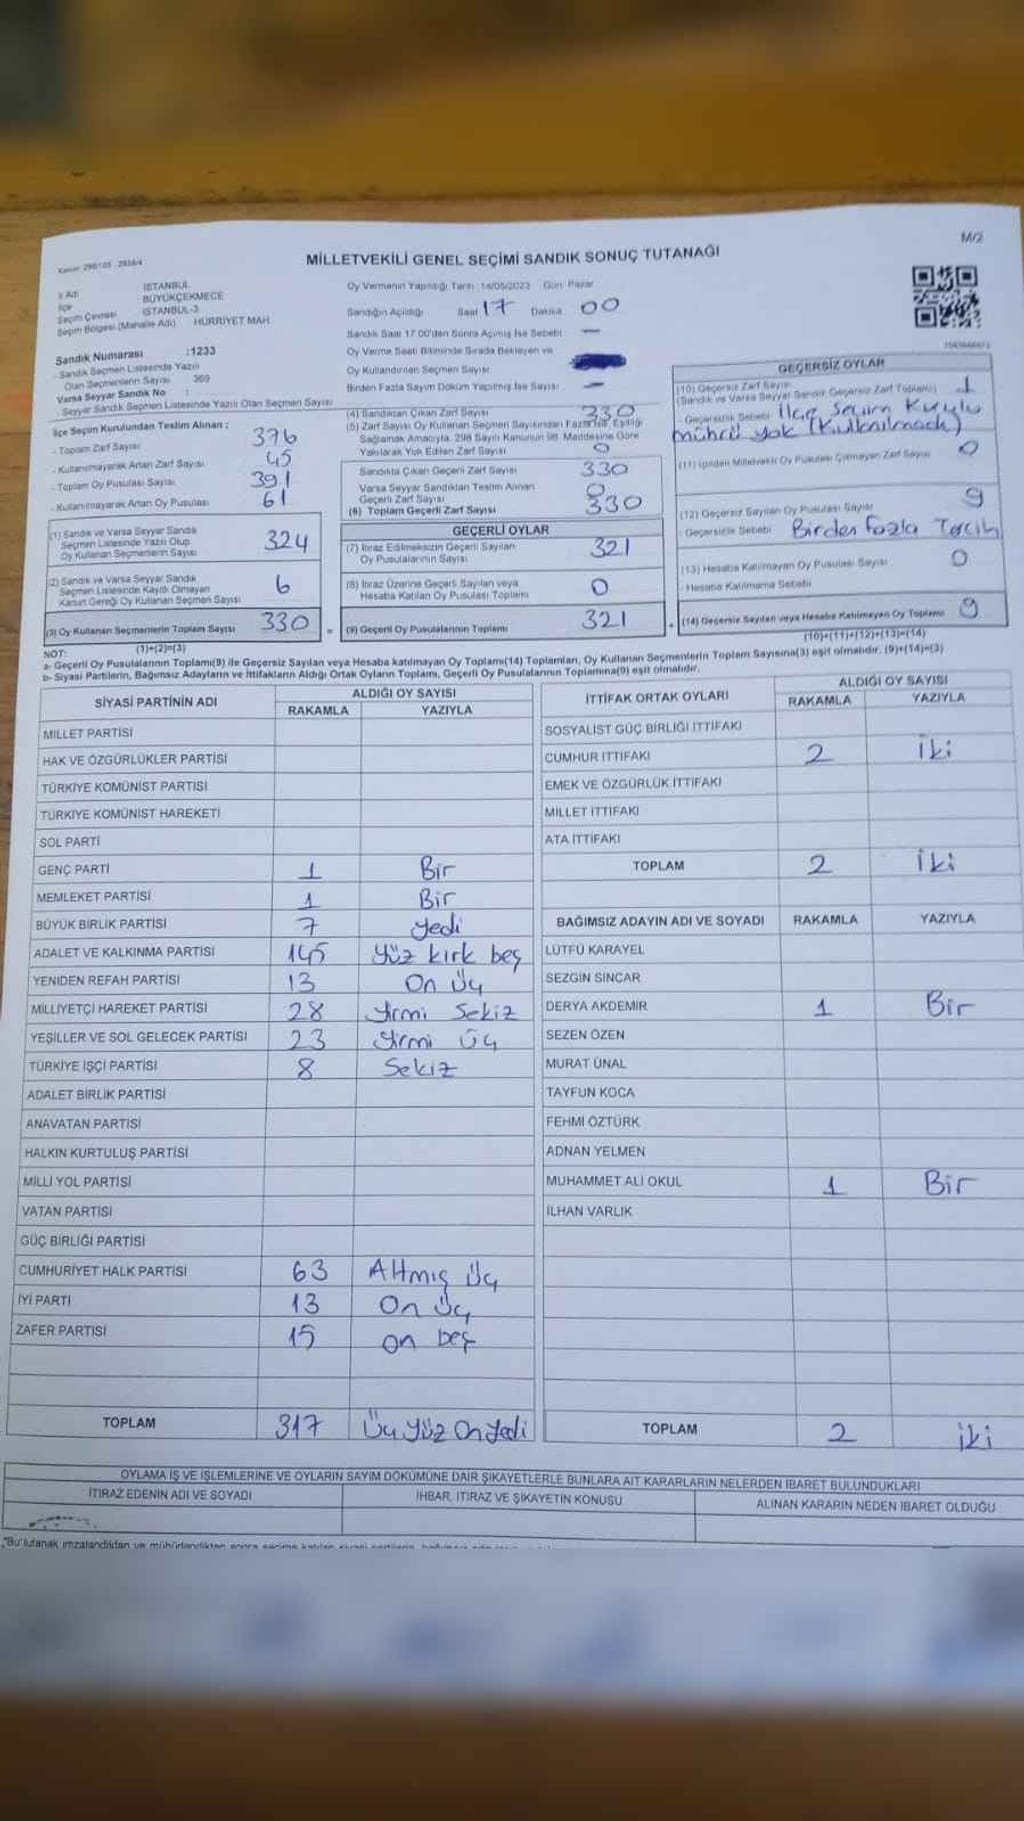 M/2
Kanun: 298/105 , 2839/4
MİLLETVEKİLİ GENEL SEÇİMİ SANDIK SONUÇ TUTANAĞI
İl Adı İSTANBUL
İlçe BÜYÜKÇEKMECE
Seçim Çevresi İSTANBUL-3
Seçim Bölgesi (Mahalle Adı) HÜRRİYET MAH.
Sandık Numarası :1233
- Sandık Seçmen Listesinde Yazılı
Olan Seçmenlerin Sayısı : 369
Varsa Seyyar Sandık No :
- Seyyar Sandık Seçmen Listesinde Yazılı Olan Seçmen Sayısı
İlçe Seçim Kurulundan Teslim Alınan :
- Toplam Zarf Sayısı 376
- Kullanılmayarak Artan Zarf Sayısı 45
- Toplam Oy Pusulası Sayısı 391
- Kullanılmayarak Artan Oy Pusulası 61
(1) Sandık ve Varsa Seyyar Sandık
Seçmen Listesinde Yazılı Olup
Oy Kullanan Seçmenlerin Sayısı 324
(2) Sandık ve Varsa Seyyar Sandık
Seçmen Listesinde Kayıtlı Olmayan
Kanun Gereği Oy Kullanan Seçmen Sayısı 6
(3) Oy Kullanan Seçmenlerin Toplam Sayısı 330
(1)+(2)=(3)
Oy Vermenin Yapıldığı Tarih : 14/05/2023 Gün : Pazar
Sandığın Açıldığı Saat 17 Dakika 00
Sandık Saat 17.00'den Sonra Açılmış İse Sebebi —
Oy Verme Saati Bitiminde Sırada Bekleyen ve
Oy Kullandırılan Seçmen Sayısı
Birden Fazla Sayım Döküm Yapılmış İse Sayısı —
(4) Sandıktan Çıkan Zarf Sayısı 330
(5) Zarf Sayısı Oy Kullanan Seçmen Sayısından Fazla İse, Eşitliği
Sağlamak Amacıyla, 298 Sayılı Kanunun 98. Maddesine Göre
Yakılarak Yok Edilen Zarf Sayısı 0
Sandıkta Çıkan Geçerli Zarf Sayısı 330
Varsa Seyyar Sandıktan Teslim Alınan
Geçerli Zarf Sayısı 0
(6) Toplam Geçerli Zarf Sayısı 330
GEÇERLİ OYLAR
(7) İtiraz Edilmeksizin Geçerli Sayılan
Oy Pusulalarının Sayısı 321
(8) İtiraz Üzerine Geçerli Sayılan veya
Hesaba Katılan Oy Pusulası Toplamı 0
= (9) Geçerli Oy Pusulalarının Toplamı 321
GEÇERSİZ OYLAR
(10) Geçersiz Zarf Sayısı
(Sandık ve Varsa Seyyar Sandık Geçersiz Zarf Toplamı) 1
Geçersizlik Sebebi İlçe Seçim Kurulu
mührü yok (Kullanılmadı)
(11) İçinden Milletvekili Oy Pusulası Çıkmayan Zarf Sayısı 0
(12) Geçersiz Sayılan Oy Pusulası Sayısı 9
Geçersizlik Sebebi Birden fazla Tercih
(13) Hesaba Katılmayan Oy Pusulası Sayısı 0
- Hesaba Katılmama Sebebi
+ (14) Geçersiz Sayılan veya Hesaba Katılmayan Oy Toplamı 9
(10)+(11)+(12)+(13)=(14)
NOT:
a- Geçerli Oy Pusulalarının Toplamı(9) ile Geçersiz Sayılan veya Hesaba katılmayan Oy Toplamı(14) Toplamları, Oy Kullanan Seçmenlerin Toplam Sayısına(3) eşit olmalıdır. (9)+(14)=(3)
b- Siyasi Partilerin, Bağımsız Adayların ve İttifakların Aldığı Ortak Oyların Toplamı, Geçerli Oy Pusulalarının Toplamına(9) eşit olmalıdır.
SİYASİ PARTİNİN ADI ALDIĞI OY SAYISI
RAKAMLA YAZIYLA
MİLLET PARTİSİ
HAK VE ÖZGÜRLÜKLER PARTİSİ
TÜRKİYE KOMÜNİST PARTİSİ
TÜRKİYE KOMÜNİST HAREKETİ
SOL PARTİ
GENÇ PARTİ 1 Bir
MEMLEKET PARTİSİ 1 Bir
BÜYÜK BİRLİK PARTİSİ 7 Yedi
ADALET VE KALKINMA PARTİSİ 145 Yüz kırk beş
YENİDEN REFAH PARTİSİ 13 On Üç
MİLLİYETÇİ HAREKET PARTİSİ 28 Yirmi Sekiz
YEŞİLLER VE SOL GELECEK PARTİSİ 23 Yirmi Üç
TÜRKİYE İŞÇİ PARTİSİ 8 Sekiz
ADALET BİRLİK PARTİSİ
ANAVATAN PARTİSİ
HALKIN KURTULUŞ PARTİSİ
MİLLİ YOL PARTİSİ
VATAN PARTİSİ
GÜÇ BİRLİĞİ PARTİSİ
CUMHURİYET HALK PARTİSİ 63 Altmış Üç
İYİ PARTİ 13 On Üç
ZAFER PARTİSİ 15 on beş
TOPLAM 317 Üç Yüz On Yedi
İTTİFAK ORTAK OYLARI ALDIĞI OY SAYISI
RAKAMLA YAZIYLA
SOSYALİST GÜÇ BİRLİĞİ İTTİFAKI
CUMHUR İTTİFAKI 2 İki
EMEK VE ÖZGÜRLÜK İTTİFAKI
MİLLET İTTİFAKI
ATA İTTİFAKI
TOPLAM 2 İki
BAĞIMSIZ ADAYIN ADI VE SOYADI RAKAMLA YAZIYLA
LÜTFÜ KARAYEL
SEZGİN SİNCAR
DERYA AKDEMİR 1 Bir
SEZEN ÖZEN
MURAT ÜNAL
TAYFUN KOCA
FEHMİ ÖZTÜRK
ADNAN YELMEN
MUHAMMET ALİ OKUL 1 Bir
İLHAN VARLIK
TOPLAM 2 iki
OYLAMA İŞ VE İŞLEMLERİNE VE OYLARIN SAYIM DÖKÜMÜNE DAİR ŞİKAYETLERLE BUNLARA AİT KARARLARIN NELERDEN İBARET BULUNDUKLARI
İTİRAZ EDENİN ADI VE SOYADI İHBAR, İTİRAZ VE ŞİKAYETİN KONUSU ALINAN KARARIN NEDEN İBARET OLDUĞU
"Bu tutanak imzalandıktan ve mühürlendikten sonra seçime katılan siyasi partilerin,